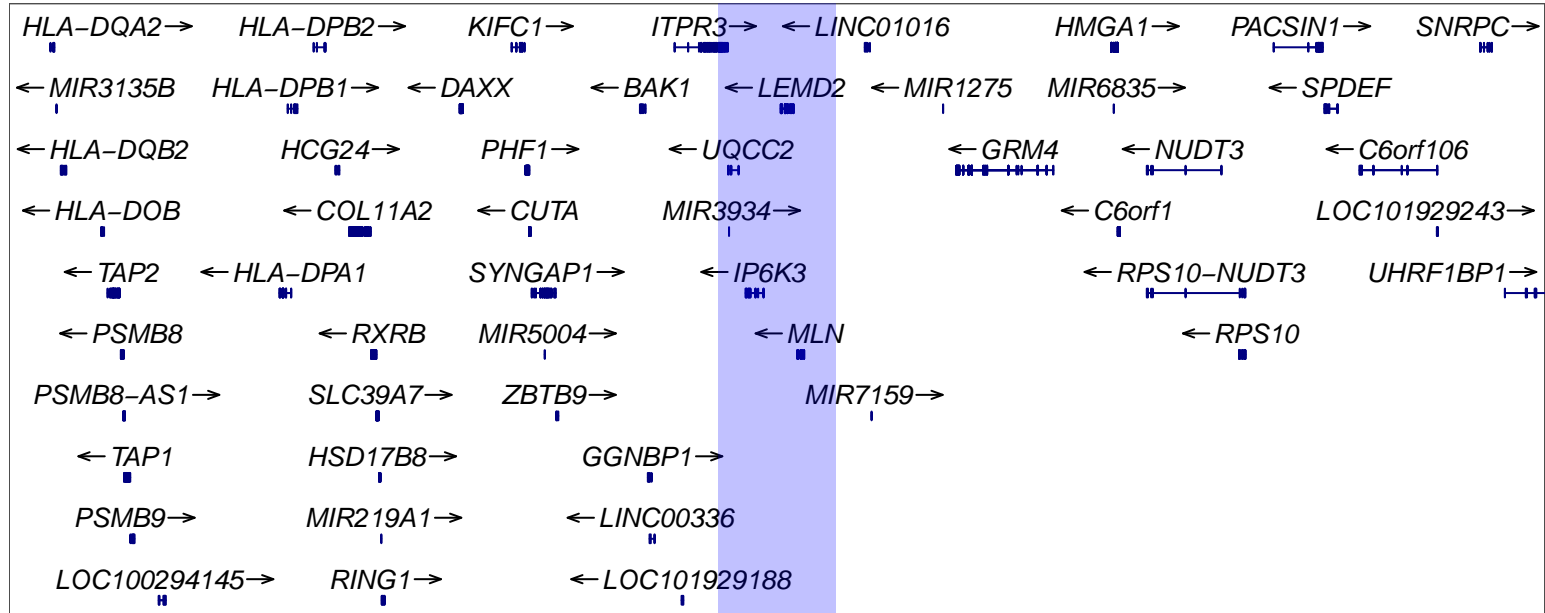 HLA−DQA2→ HLA−DPB2→ KIFC1→ ITPR3→ ←LINC01016 HMGA1→ PACSIN1→ SNRPC→
←MIR3135B HLA−DPB1→ ←DAXX ←BAK1 ←LEMD2 ←MIR1275 MIR6835→ ←SPDEF
←HLA−DQB2 HCG24→ PHF1→ ←UQCC2 ←GRM4 ←NUDT3 ←C6orf106
←HLA−DOB ←COL11A2 ←CUTA MIR3934→ ←C6orf1 LOC101929243→
←TAP2 ←HLA−DPA1 SYNGAP1→ ←IP6K3 ←RPS10−NUDT3 UHRF1BP1→
←PSMB8 ←RXRB MIR5004→ ←MLN ←RPS10
PSMB8−AS1→ SLC39A7→ ZBTB9→ MIR7159→
←TAP1 HSD17B8→ GGNBP1→
PSMB9→ MIR219A1→ ←LINC00336
LOC100294145→ RING1→ ←LOC101929188